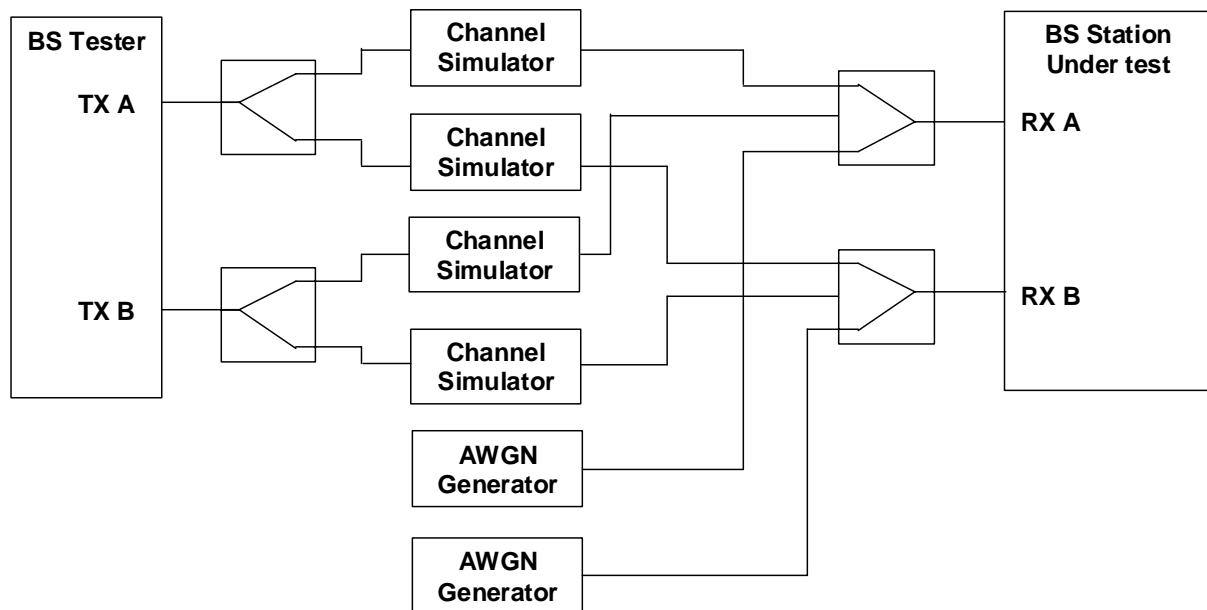 BS Tester
TX A
TX B
Channel
Simulator
Channel
Simulator
Channel
Simulator
Channel
Simulator
AWGN
Generator
AWGN
Generator
BS Station
Under test
RX A
RX B